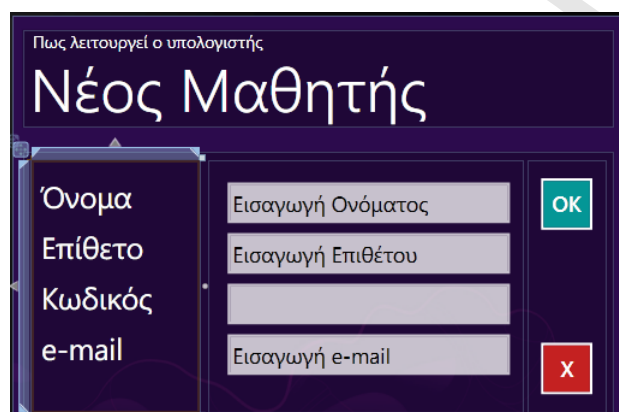 Πως λειτουργεί ο υπολογιστής
Νέος Μαθητής
Όνομα
Εισαγωγή Ονόματος
OK
Επίθετο
Εισαγωγή Επιθέτου
Κωδικός
e-mail
Εισαγωγή e-mail
X